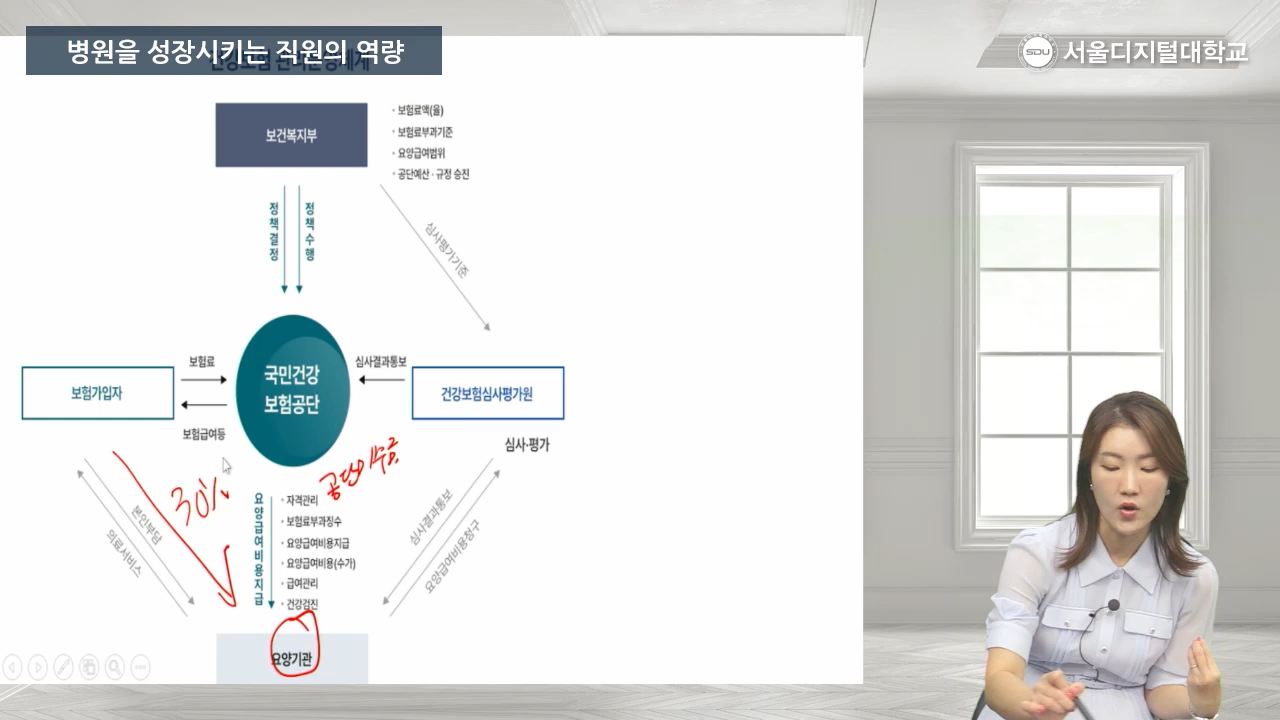 병원을 성장시키는 직원의 역량
SDU 서울디지털대학교
보건복지부
· 보험료액(율)
· 보험료부과기준
· 요양급여범위
· 공단예산 · 규정 승진
정책결정
정책수행
심사평가기준
보험가입자
보험료
보험급여등
국민건강
보험공단
심사결과통보
건강보험심사평가원
심사·평가
30%
본인부담
의료서비스
요양급여비용지급
· 자격관리
· 보험료부과징수
· 요양급여비용지급
· 요양급여비용(수가)
· 급여관리
· 건강검진
심사결과통보
요양급여비용청구
요양기관